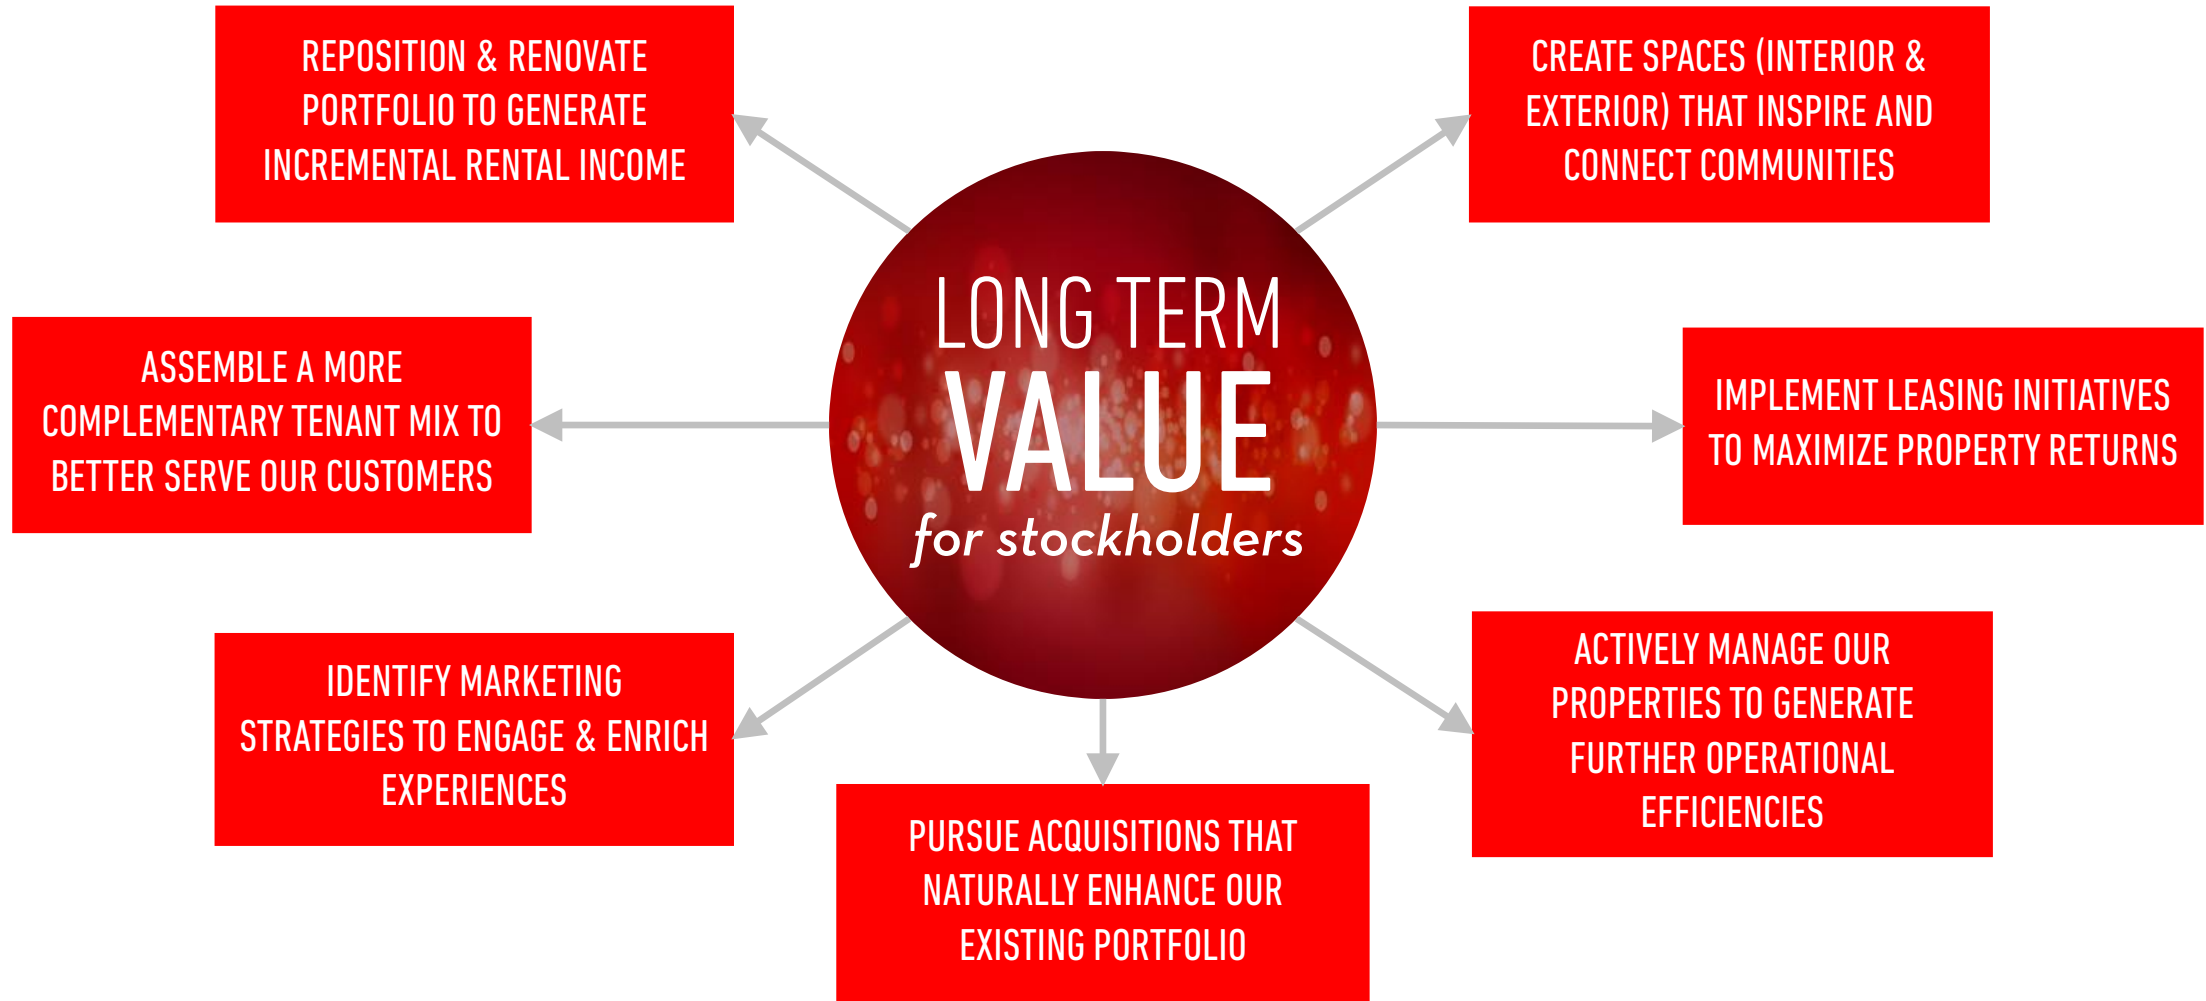 REPOSITION & RENOVATE
PORTFOLIO TO GENERATE
INCREMENTAL RENTAL INCOME
CREATE SPACES (INTERIOR &
EXTERIOR) THAT INSPIRE AND
CONNECT COMMUNITIES
LONG TERM
VALUE
for stockholders
ASSEMBLE A MORE
COMPLEMENTARY TENANT MIX TO
BETTER SERVE OUR CUSTOMERS
IMPLEMENT LEASING INITIATIVES
TO MAXIMIZE PROPERTY RETURNS
IDENTIFY MARKETING
STRATEGIES TO ENGAGE & ENRICH
EXPERIENCES
ACTIVELY MANAGE OUR
PROPERTIES TO GENERATE
FURTHER OPERATIONAL
EFFICIENCIES
PURSUE ACQUISITIONS THAT
NATURALLY ENHANCE OUR
EXISTING PORTFOLIO